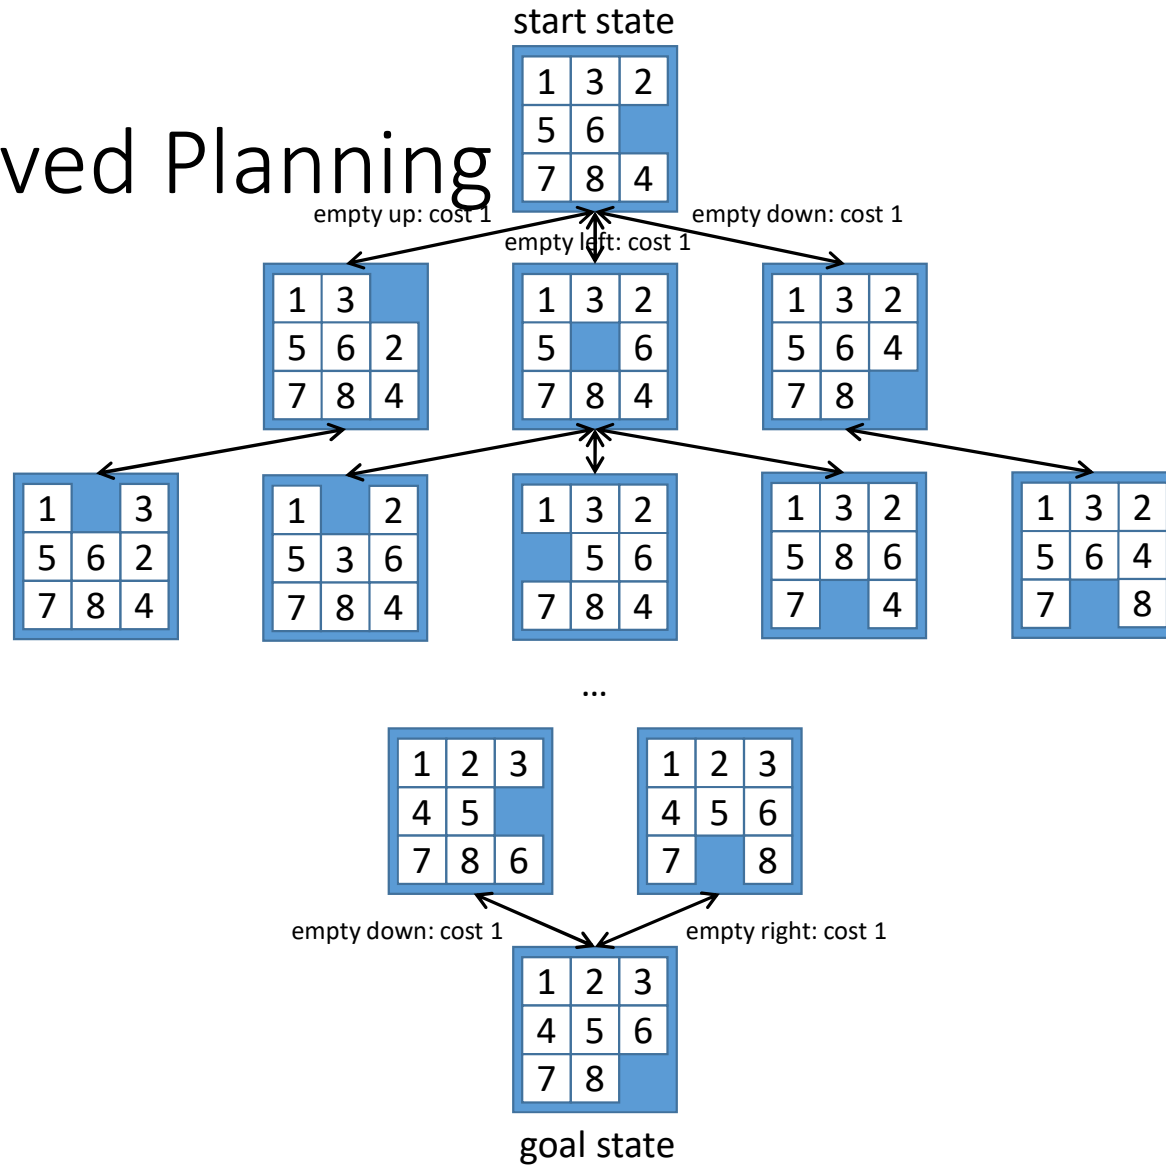 start state
1 3 2
5 6
7 8 4
ved Planning
empty up: cost 1
empty down: cost 1
empty left: cost 1
1 3
5 6 2
7 8 4
1 3 2
5 6
7 8 4
1 3 2
5 6 4
7 8
1 3
5 6 2
7 8 4
1 2
5 3 6
7 8 4
1 3 2
5 6
7 8 4
1 3 2
5 8 6
7 4
1 3 2
5 6 4
7 8
...
1 2 3
4 5
7 8 6
1 2 3
4 5 6
7 8
empty down: cost 1
empty right: cost 1
1 2 3
4 5 6
7 8
goal state